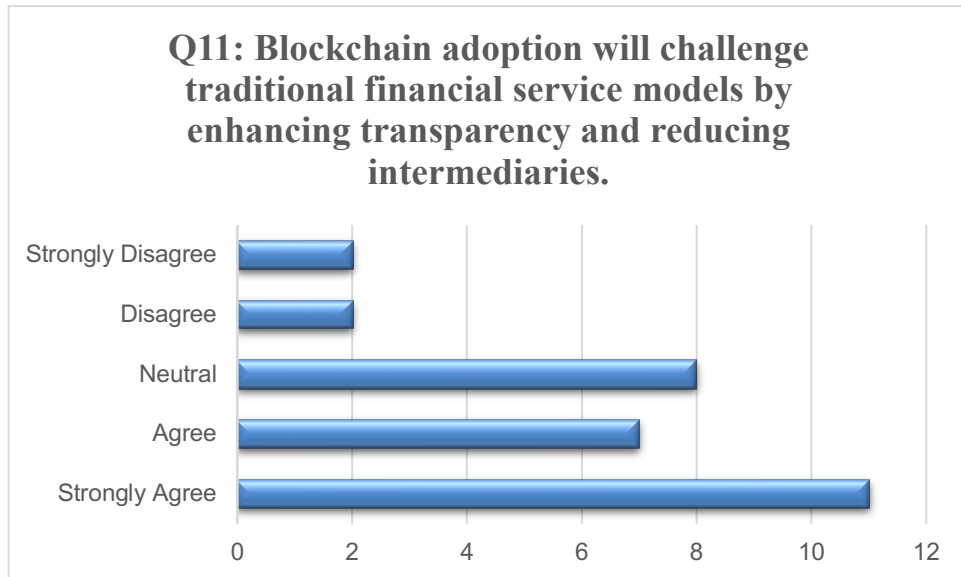 Q11: Blockchain adoption will challenge
traditional financial service models by
enhancing transparency and reducing
intermediaries.
Strongly Disagree
Disagree
Neutral
Agree
Strongly Agree
0 2 4 6 8 10 12